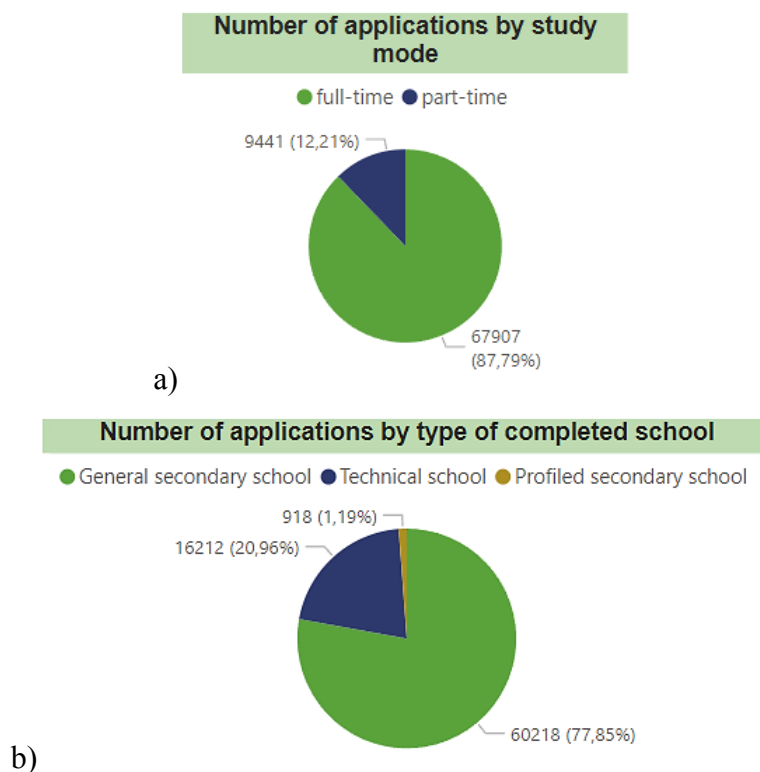 Number of applications by study
mode
full-time part-time
9441 (12,21%)
67907
(87,79%)
a)
Number of applications by type of completed school
General secondary school Technical school Profiled secondary school
918 (1,19%)
16212 (20,96%)
60218 (77,85%)
b)